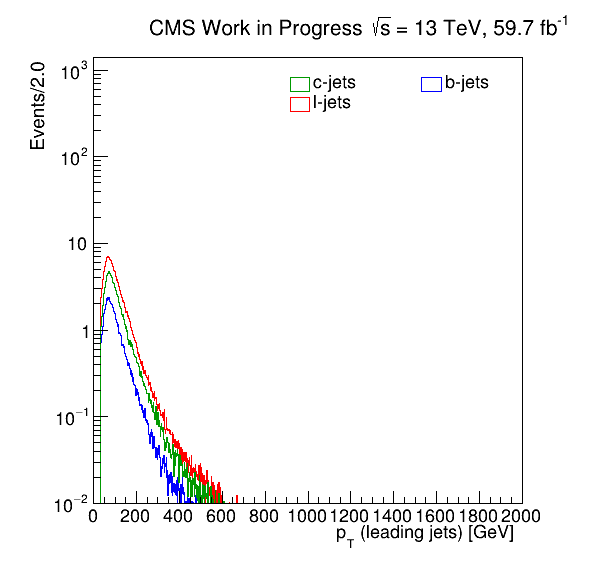 CMS Work in Progress √s = 13 TeV, 59.7 fb⁻¹
Events/2.0
10³
10²
10
1
10⁻¹
10⁻²
c-jets
b-jets
l-jets
0 200 400 600 800 1000 1200 1400 1600 1800 2000
p_T (leading jets) [GeV]